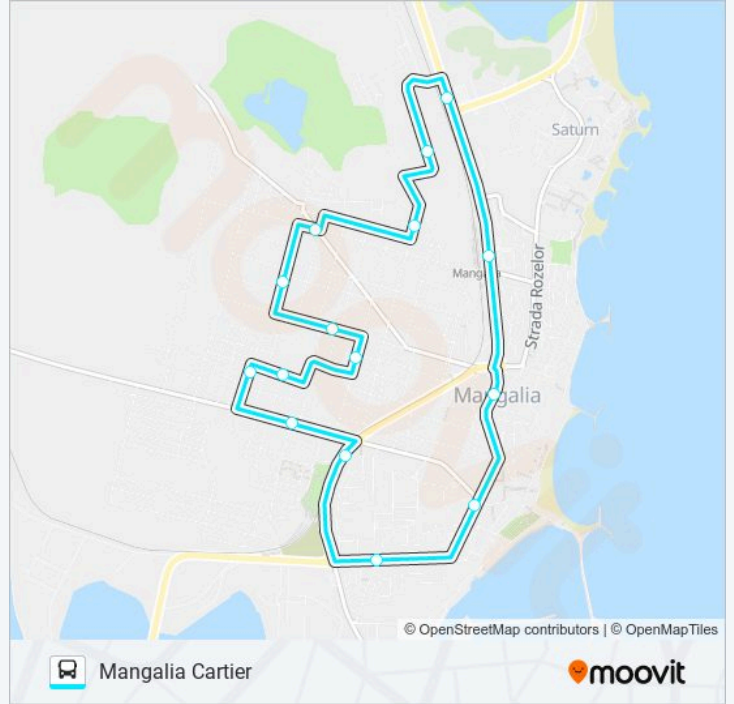 Saturn
Mangalia
Strada Rozelor
Mangalia
© OpenStreetMap contributors | © OpenMapTiles
Mangalia Cartier
moovit